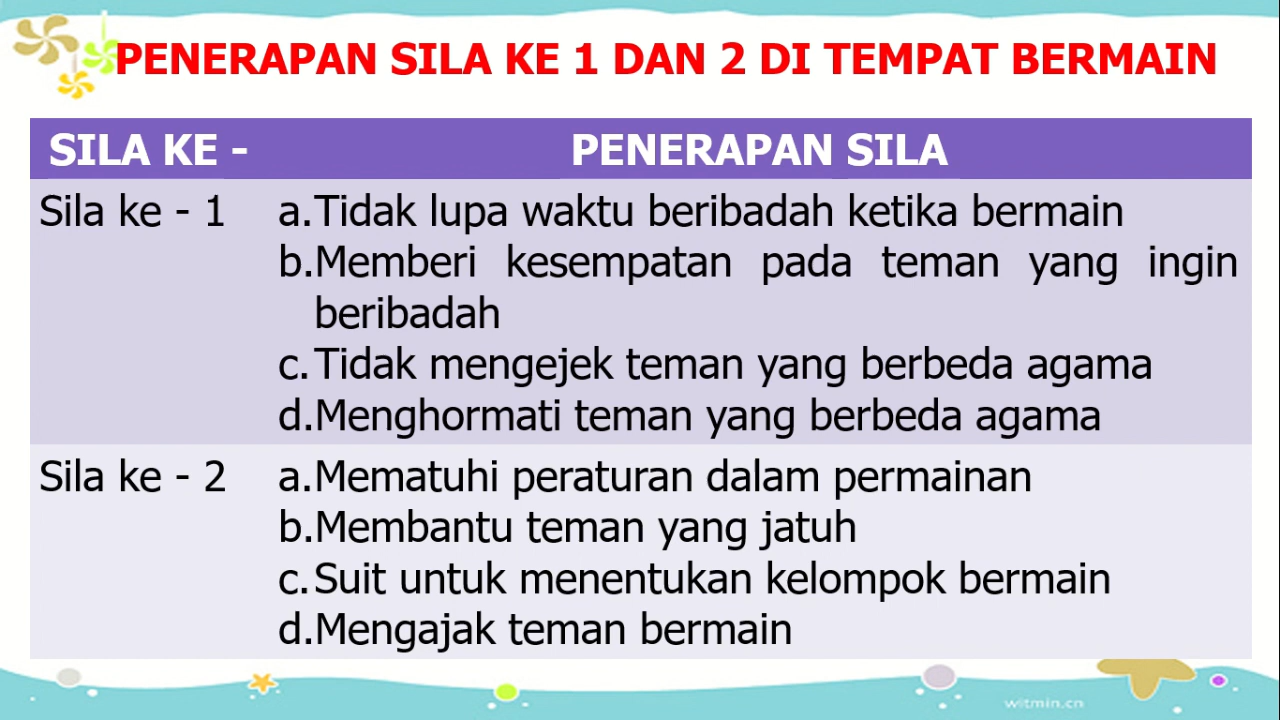 PENERAPAN SILA KE 1 DAN 2 DI TEMPAT BERMAIN
SILA KE - PENERAPAN SILA
Sila ke - 1 a. Tidak lupa waktu beribadah ketika bermain
b. Memberi kesempatan pada teman yang ingin
beribadah
c. Tidak mengejek teman yang berbeda agama
d. Menghormati teman yang berbeda agama
Sila ke - 2 a. Mematuhi peraturan dalam permainan
b. Membantu teman yang jatuh
c. Suit untuk menentukan kelompok bermain
d. Mengajak teman bermain
witmin.cn